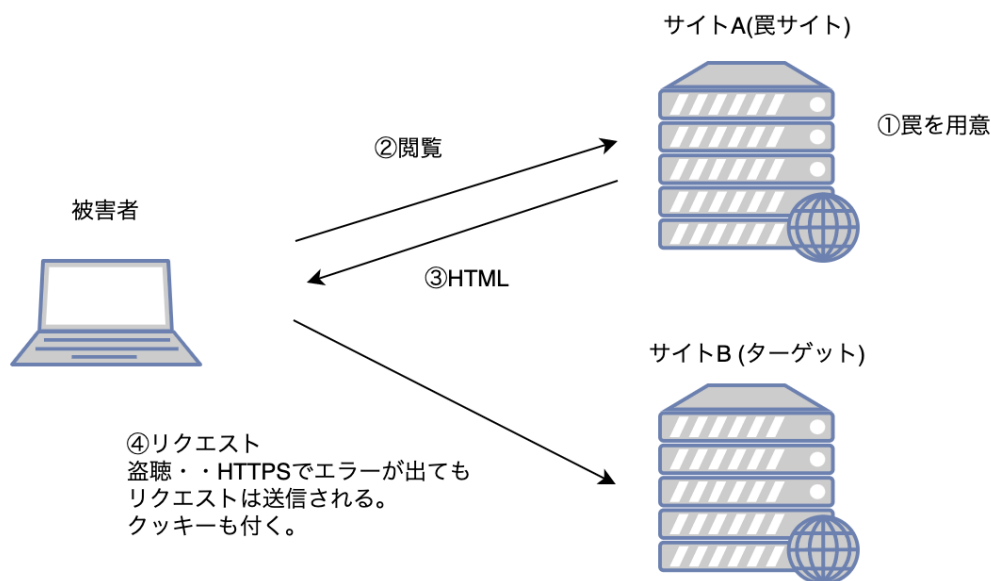 サイトA(罠サイト)
①罠を用意
②閲覧
被害者
③HTML
サイトB (ターゲット)
④リクエスト
盗聴・・HTTPSでエラーが出ても
リクエストは送信される。
クッキーも付く。